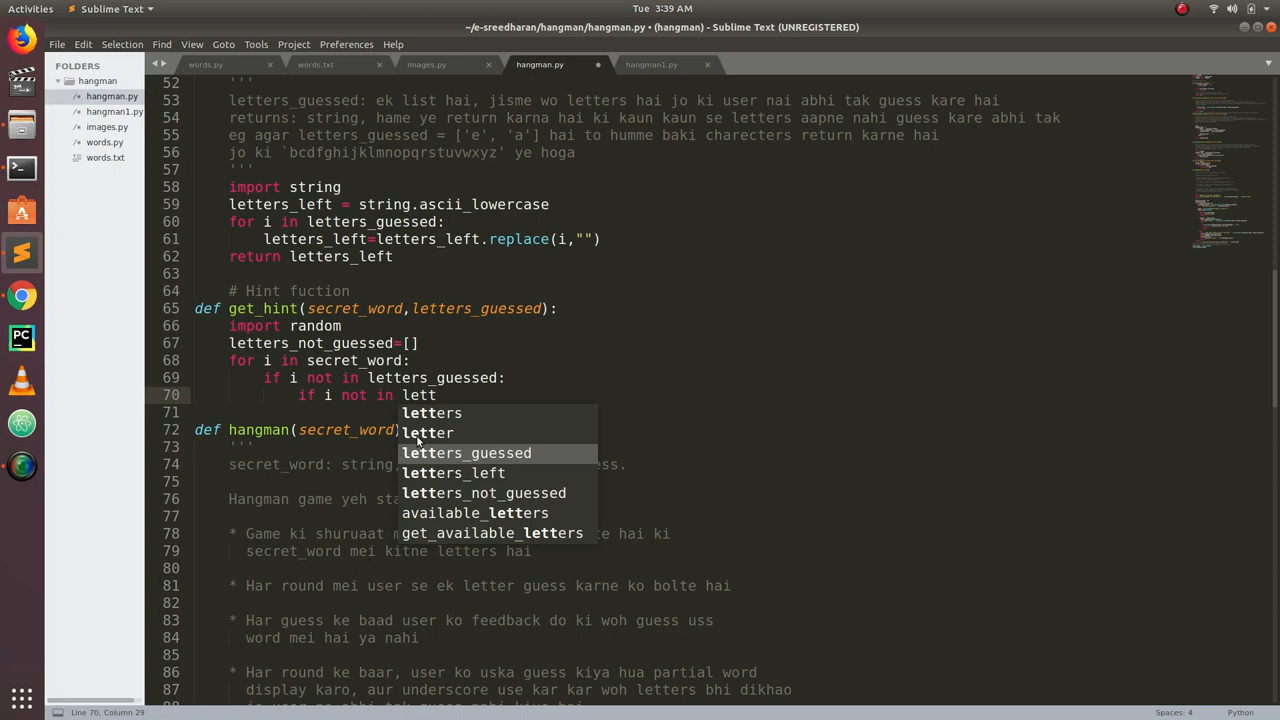 Activities
Sublime Text
Tue 3:39 AM
~/e-sreedharan/hangman/hangman.py • (hangman) - Sublime Text (UNREGISTERED)
File Edit Selection Find View Goto Tools Project Preferences Help
FOLDERS
hangman
hangman.py
hangman1.py
images.py
words.py
words.txt
words.py
words.txt
images.py
hangman.py
hangman1.py
52 '''
53 letters_guessed: ek list hai, isme wo letters hai jo ki user ne abhi tak guess kare hai
54 returns: string, hame ye return karna hai ki kaun kaun se letters aapne nahi guess kare abhi tak
55 eg agar letters_guessed = ['e', 'a'] hai to humme baki charecters return karne hai
56 jo ki `bcdfghijklmnopqrstuvwxyz` ye hoga
57 '''
58 import string
59 letters_left = string.ascii_lowercase
60 for i in letters_guessed:
61 letters_left=letters_left.replace(i,"")
62 return letters_left
63
64 # Hint fuction
65 def get_hint(secret_word,letters_guessed):
66 import random
67 letters_not_guessed=[]
68 for i in secret_word:
69 if i not in letters_guessed:
70 if i not in lett
letters
letter
letters_guessed
letters_left
letters_not_guessed
available_letters
get_available_letters
71
72 def hangman(secret_word)
73 '''
74 secret_word: string, ess.
75
76 Hangman game yeh sta
77
78 * Game ki shuruaat m te hai ki
79 secret_word mei kitne letters hai
80
81 * Har round mei user se ek letter guess karne ko bolte hai
82
83 * Har guess ke baad user ko feedback do ki woh guess uss
84 word mei hai ya nahi
85
86 * Har round ke baar, user ko uska guess kiya hua partial word
87 display karo, aur underscore use kar kar woh letters bhi dikhao
Line 70, Column 29
Spaces: 4
Python